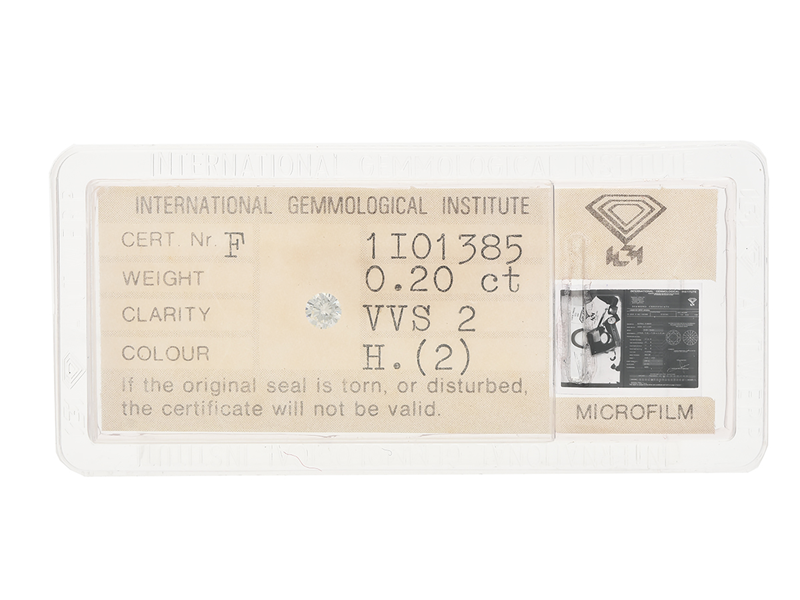 INTERNATIONAL GEMMOLOGICAL INSTITUTE
CERT. Nr. F 1I01385
WEIGHT 0.20 ct
CLARITY VVS 2
COLOUR H.(2)
If the original seal is torn, or disturbed,
the certificate will not be valid.
MICROFILM